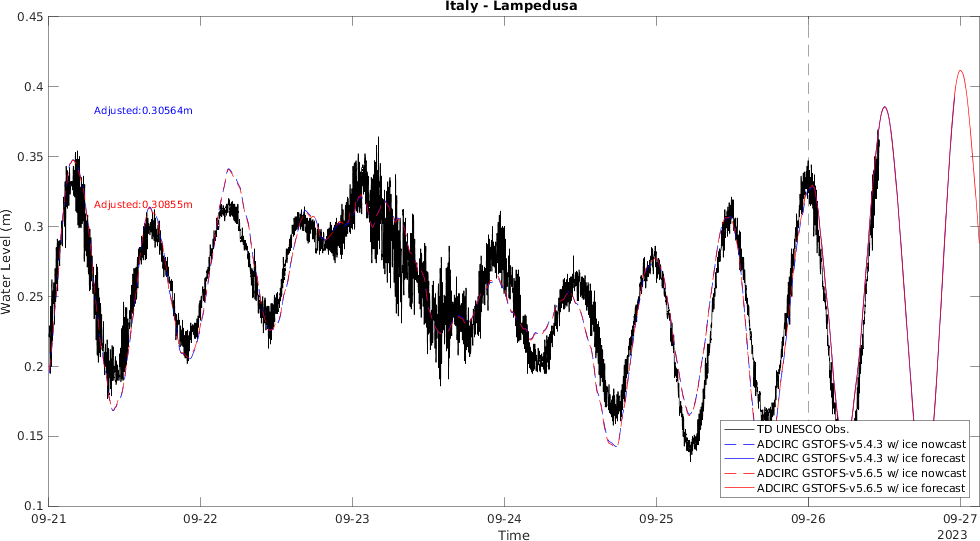 Italy - Lampedusa
0.45
0.4
0.35
0.3
0.25
0.2
0.15
0.1
Water Level (m)
Adjusted:0.30564m
Adjusted:0.30855m
TD UNESCO Obs.
ADCIRC GSTOFS-v5.4.3 w/ ice nowcast
ADCIRC GSTOFS-v5.4.3 w/ ice forecast
ADCIRC GSTOFS-v5.6.5 w/ ice nowcast
ADCIRC GSTOFS-v5.6.5 w/ ice forecast
09-21 09-22 09-23 09-24 09-25 09-26 09-27
Time
2023